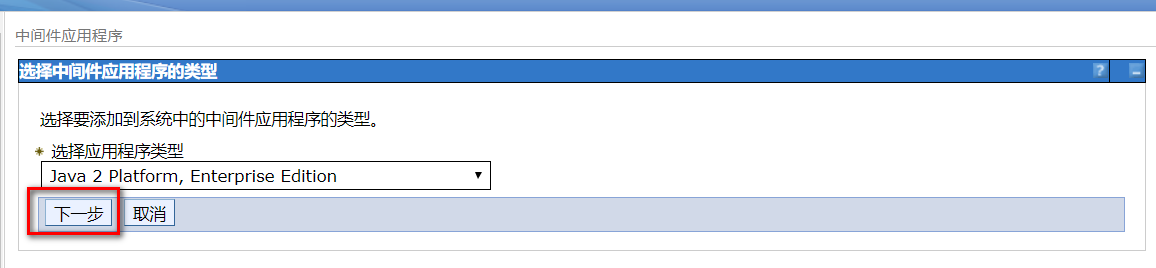 中间件应用程序
选择中间件应用程序的类型
?
选择要添加到系统中的中间件应用程序的类型。
选择应用程序类型
Java 2 Platform, Enterprise Edition
下一步 取消